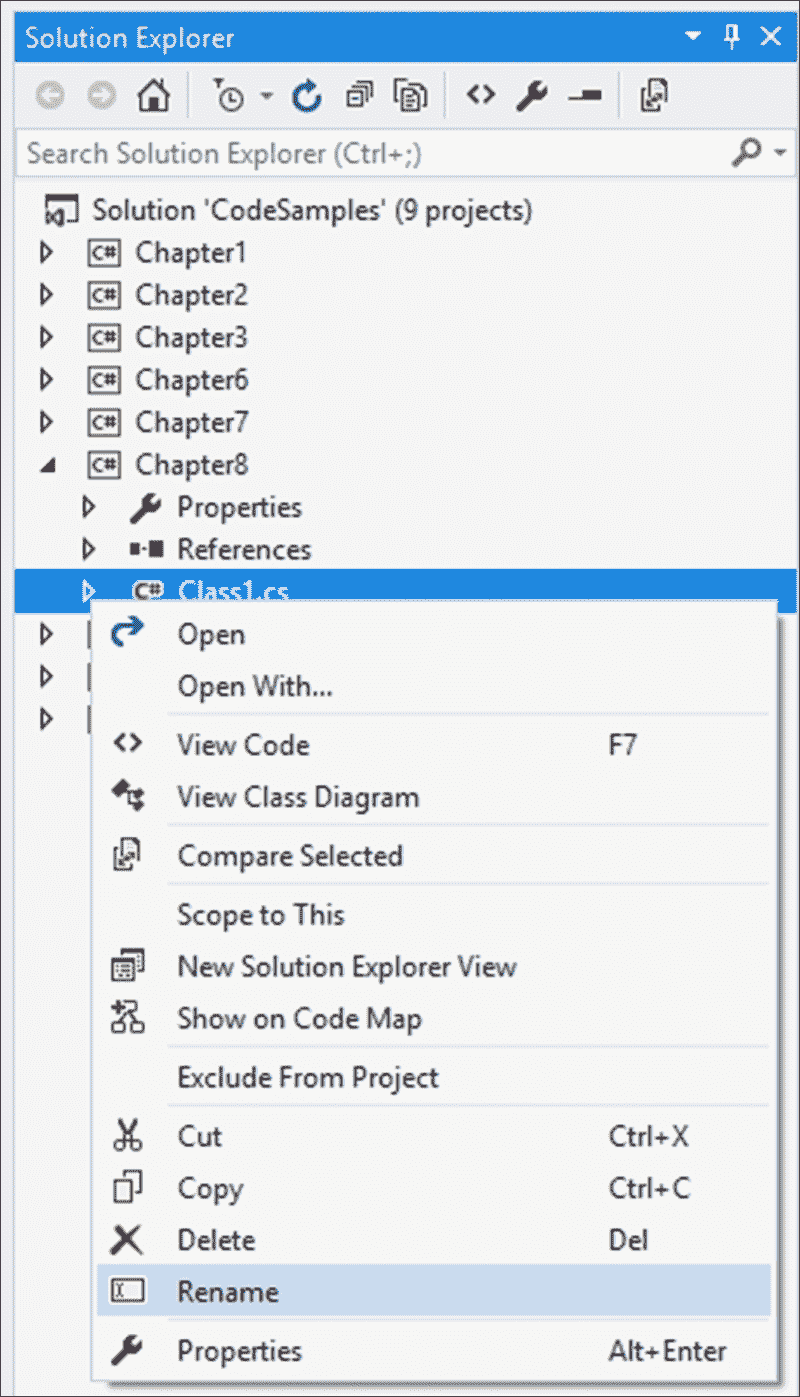 Solution Explorer
Search Solution Explorer (Ctrl+;)
Solution 'CodeSamples' (9 projects)
C# Chapter1
C# Chapter2
C# Chapter3
C# Chapter6
C# Chapter7
C# Chapter8
Properties
References
C# Class1.cs
Open
Open With...
View Code F7
View Class Diagram
Compare Selected
Scope to This
New Solution Explorer View
Show on Code Map
Exclude From Project
Cut Ctrl+X
Copy Ctrl+C
Delete Del
Rename
Properties Alt+Enter